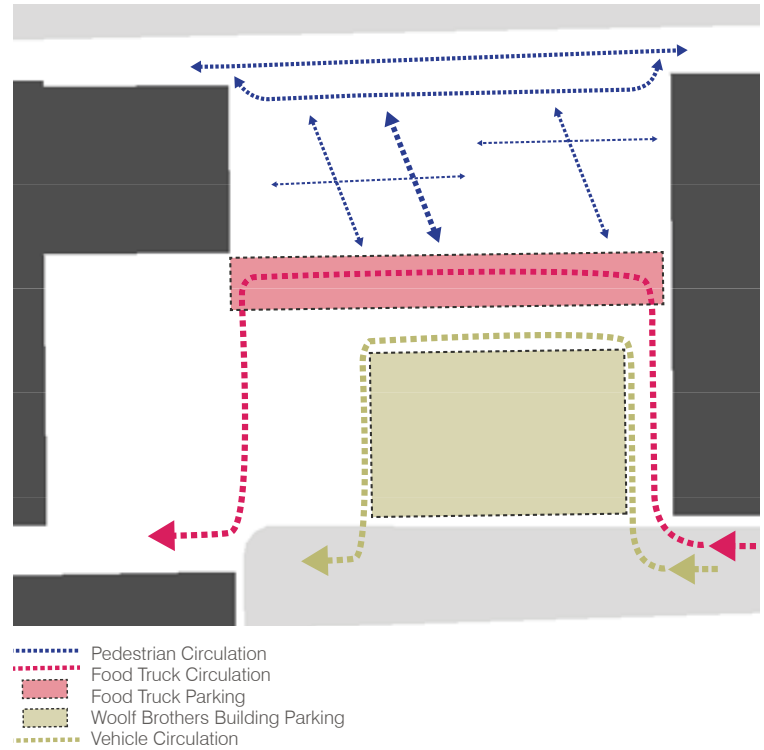 Pedestrian Circulation
Food Truck Circulation
Food Truck Parking
Woolf Brothers Building Parking
Vehicle Circulation